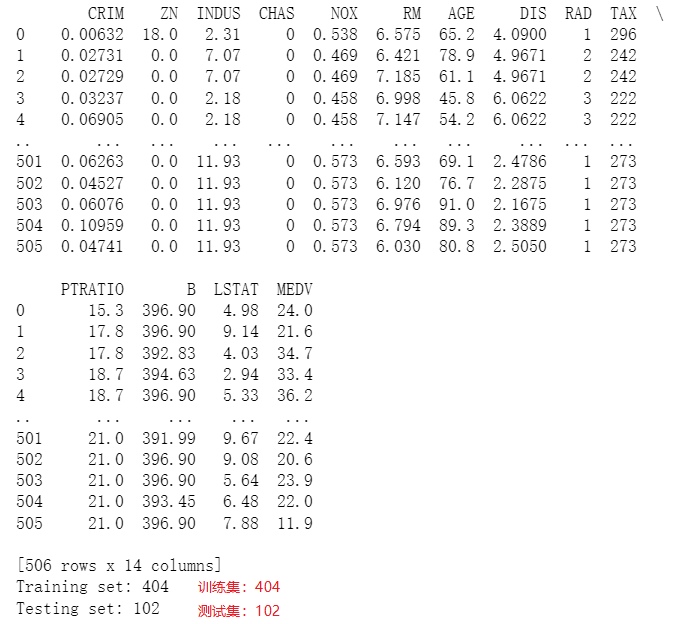 CRIM ZN INDUS CHAS NOX RM AGE DIS RAD TAX \
0 0.00632 18.0 2.31 0 0.538 6.575 65.2 4.0900 1 296
1 0.02731 0.0 7.07 0 0.469 6.421 78.9 4.9671 2 242
2 0.02729 0.0 7.07 0 0.469 7.185 61.1 4.9671 2 242
3 0.03237 0.0 2.18 0 0.458 6.998 45.8 6.0622 3 222
4 0.06905 0.0 2.18 0 0.458 7.147 54.2 6.0622 3 222
.. ... ... ... ... ... ... ... ... ... ...
501 0.06263 0.0 11.93 0 0.573 6.593 69.1 2.4786 1 273
502 0.04527 0.0 11.93 0 0.573 6.120 76.7 2.2875 1 273
503 0.06076 0.0 11.93 0 0.573 6.976 91.0 2.1675 1 273
504 0.10959 0.0 11.93 0 0.573 6.794 89.3 2.3889 1 273
505 0.04741 0.0 11.93 0 0.573 6.030 80.8 2.5050 1 273
PTRATIO B LSTAT MEDV
0 15.3 396.90 4.98 24.0
1 17.8 396.90 9.14 21.6
2 17.8 392.83 4.03 34.7
3 18.7 394.63 2.94 33.4
4 18.7 396.90 5.33 36.2
.. ... ... ... ...
501 21.0 391.99 9.67 22.4
502 21.0 396.90 9.08 20.6
503 21.0 396.90 5.64 23.9
504 21.0 393.45 6.48 22.0
505 21.0 396.90 7.88 11.9
[506 rows x 14 columns]
Training set: 404 训练集：404
Testing set: 102 测试集：102